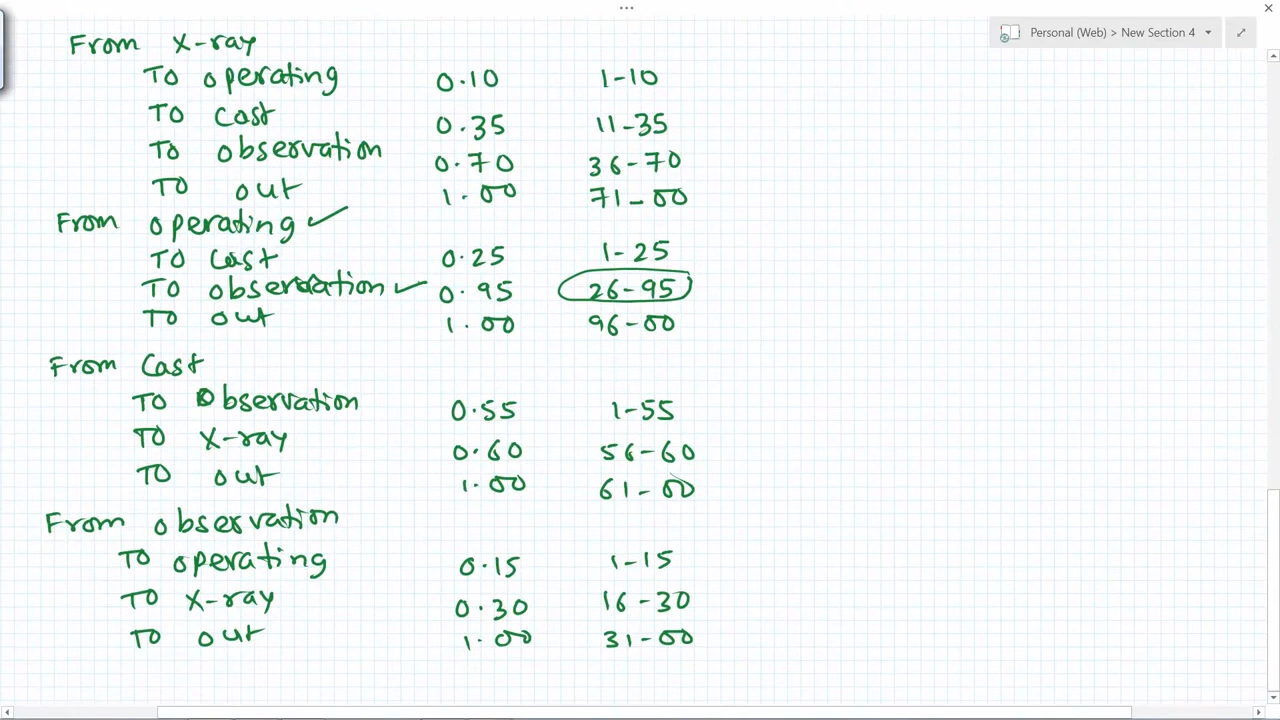 Personal (Web) > New Section 4
From X-ray
To operating 0.10 1-10
To Cast 0.35 11-35
To observation 0.70 36-70
To out 1.00 71-00
From operating ✓
To Cast 0.25 1-25
To observation ✓ 0.95 26-95
To out 1.00 96-00
From Cast
To Observation 0.55 1-55
To X-ray 0.60 56-60
To out 1.00 61-00
From observation
To operating 0.15 1-15
To X-ray 0.30 16-30
To out 1.00 31-00